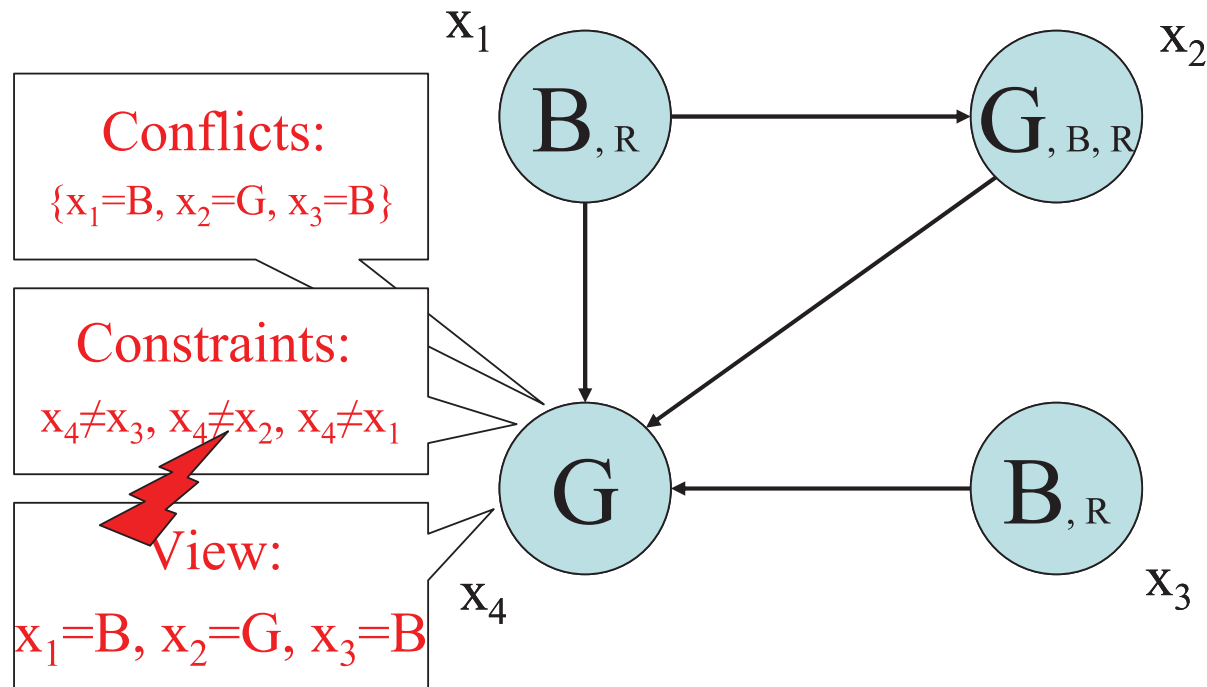 x₁
x₂
B, R
G, B, R
Conflicts:
{x₁=B, x₂=G, x₃=B}
Constraints:
x₄≠x₃, x₄≠x₂, x₄≠x₁
G
B, R
View:
x₁=B, x₂=G, x₃=B
x₄
x₃